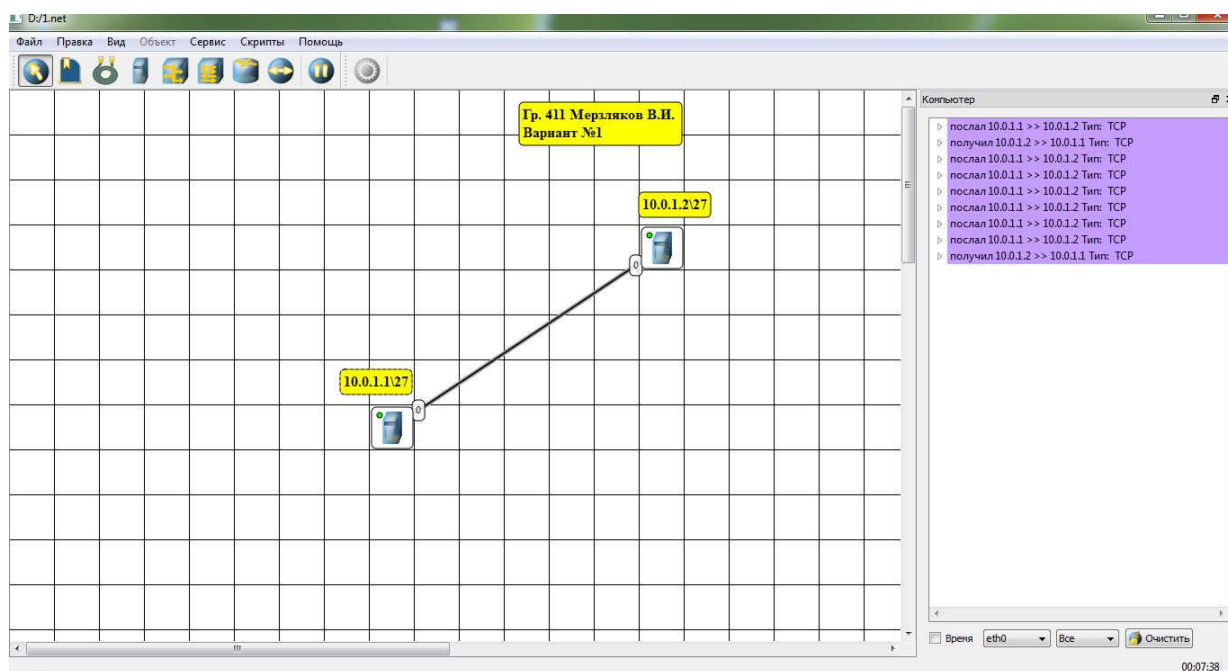 D:/1.net
Файл Правка Вид Объект Сервис Скрипты Помощь
Гр. 411 Мерзляков В.И.
Вариант №1
10.0.1.2\27
0
10.0.1.1\27
0
Компьютер
послал 10.0.1.1 >> 10.0.1.2 Тип: TCP
получил 10.0.1.2 >> 10.0.1.1 Тип: TCP
послал 10.0.1.1 >> 10.0.1.2 Тип: TCP
послал 10.0.1.1 >> 10.0.1.2 Тип: TCP
послал 10.0.1.1 >> 10.0.1.2 Тип: TCP
послал 10.0.1.1 >> 10.0.1.2 Тип: TCP
послал 10.0.1.1 >> 10.0.1.2 Тип: TCP
послал 10.0.1.1 >> 10.0.1.2 Тип: TCP
получил 10.0.1.2 >> 10.0.1.1 Тип: TCP
Время eth0 Все Очистить
00:07:38